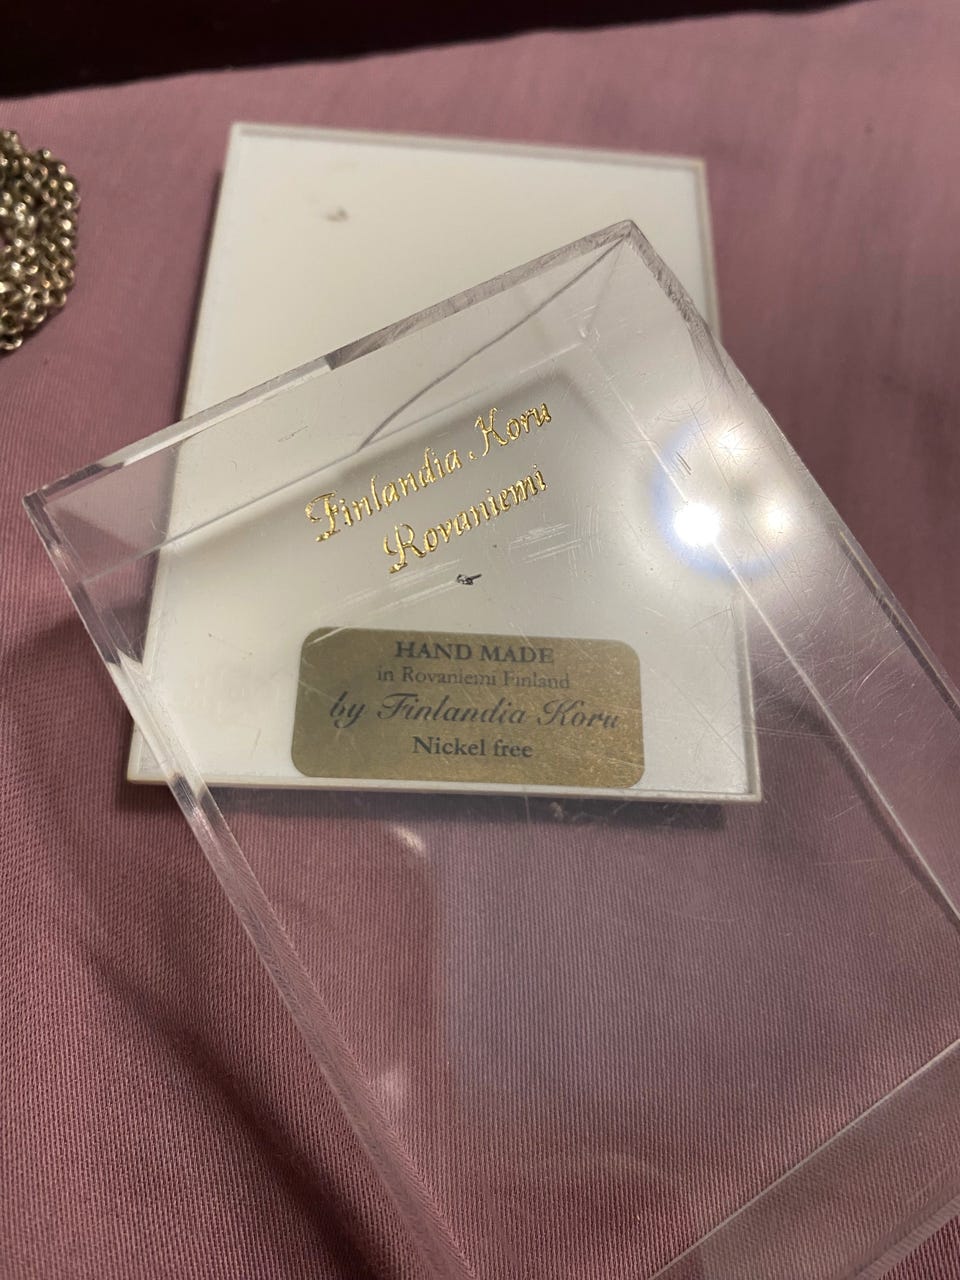 Finlandia Koru
Rovaniemi
HAND MADE
in Rovaniemi Finland
by Finlandia Koru
Nickel free